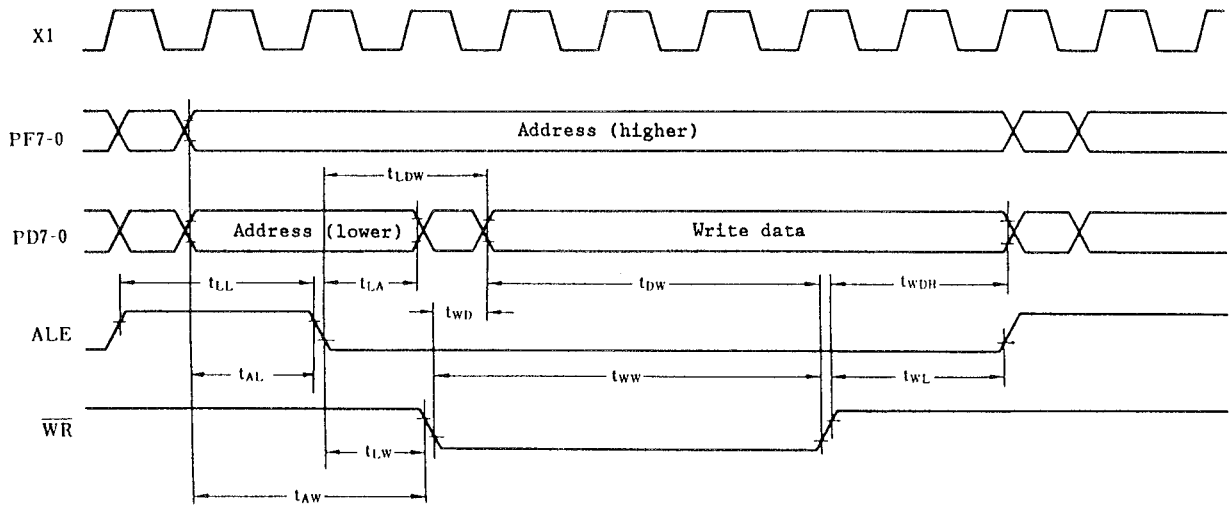 X1
PF7-0
Address (higher)
tLDW
PD7-0
Address (lower)
Write data
tLL
tLA
tWD
tDW
tWDH
ALE
tAL
tWW
tWL
WR
tLW
tAW